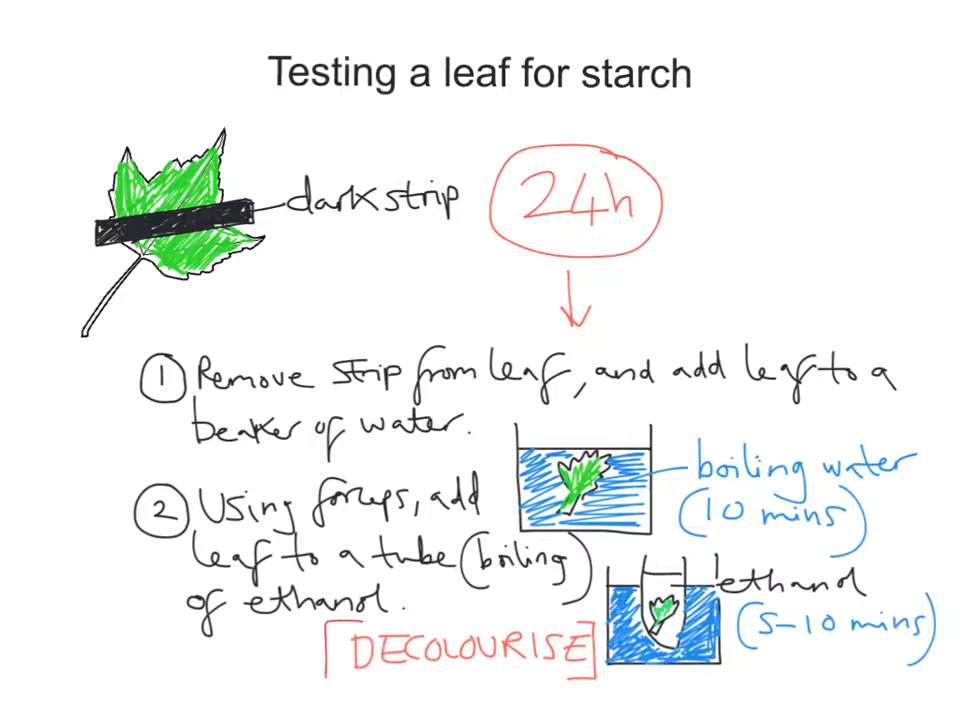 Testing a leaf for starch
dark strip
24h
① Remove strip from leaf, and add leaf to a
beaker of water.
boiling water
(10 mins)
② Using forceps, add
leaf to a tube (boiling)
of ethanol.
ethanol
(5-10 mins)
[DECOLOURISE]